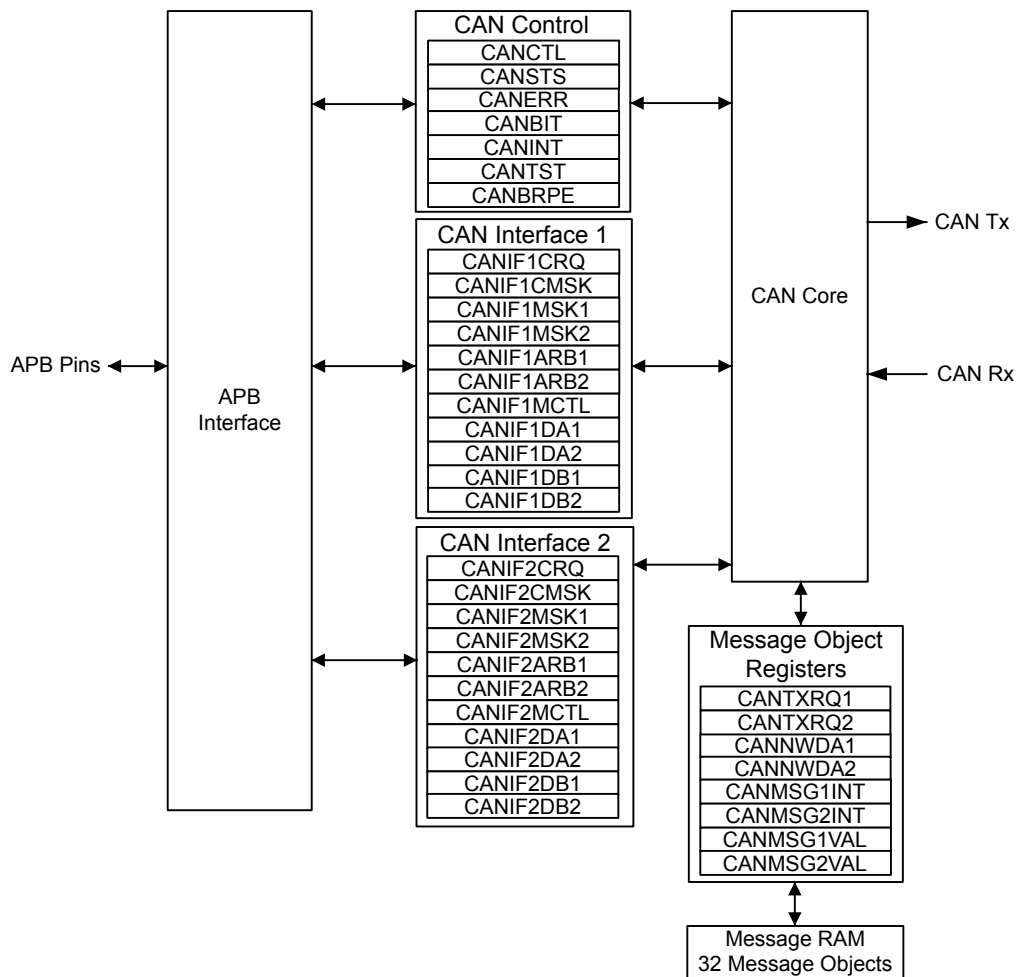 APB Pins
APB
Interface
CAN Control
CANCTL
CANSTS
CANERR
CANBIT
CANINT
CANTST
CANBRPE
CAN Interface 1
CANIF1CRQ
CANIF1CMSK
CANIF1MSK1
CANIF1MSK2
CANIF1ARB1
CANIF1ARB2
CANIF1MCTL
CANIF1DA1
CANIF1DA2
CANIF1DB1
CANIF1DB2
CAN Interface 2
CANIF2CRQ
CANIF2CMSK
CANIF2MSK1
CANIF2MSK2
CANIF2ARB1
CANIF2ARB2
CANIF2MCTL
CANIF2DA1
CANIF2DA2
CANIF2DB1
CANIF2DB2
CAN Core
CAN Tx
CAN Rx
Message Object
Registers
CANTXRQ1
CANTXRQ2
CANNWDA1
CANNWDA2
CANMSG1INT
CANMSG2INT
CANMSG1VAL
CANMSG2VAL
Message RAM
32 Message Objects